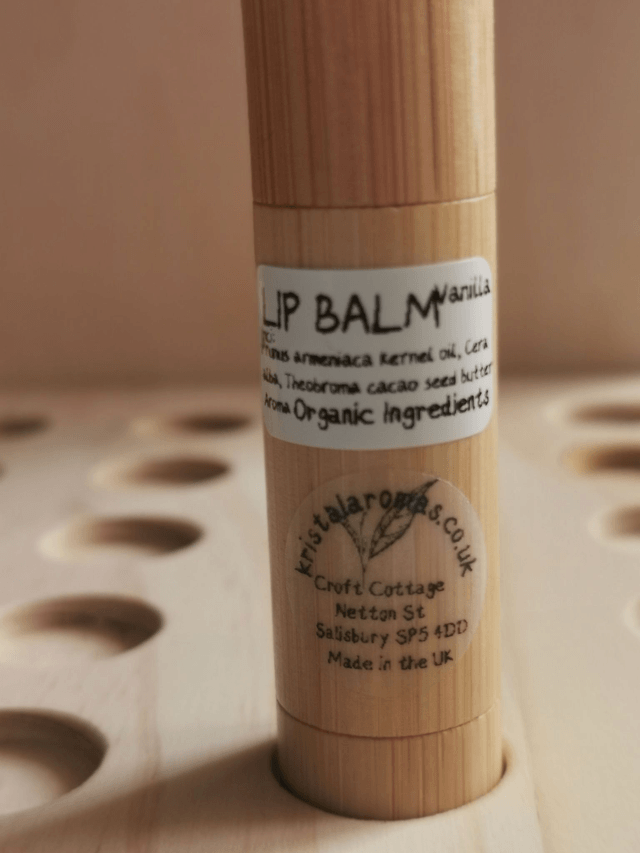 LIP BALM Vanilla
Inci:
Prunus armeniaca kernel oil, Cera
alba, Theobroma cacao seed butter
Aroma Organic Ingredients
kristalaromas.co.uk
Croft Cottage
Netton St
Salisbury SP5 4DD
Made in the UK